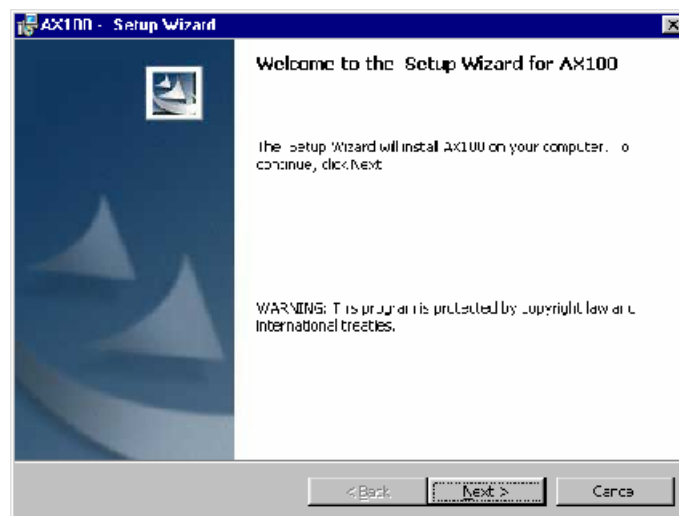 AX100 - Setup Wizard
Welcome to the Setup Wizard for AX100
The Setup Wizard will install AX100 on your computer. To
continue, click Next
WARNING: This program is protected by copyright law and
international treaties.
< Back
Next >
Cancel